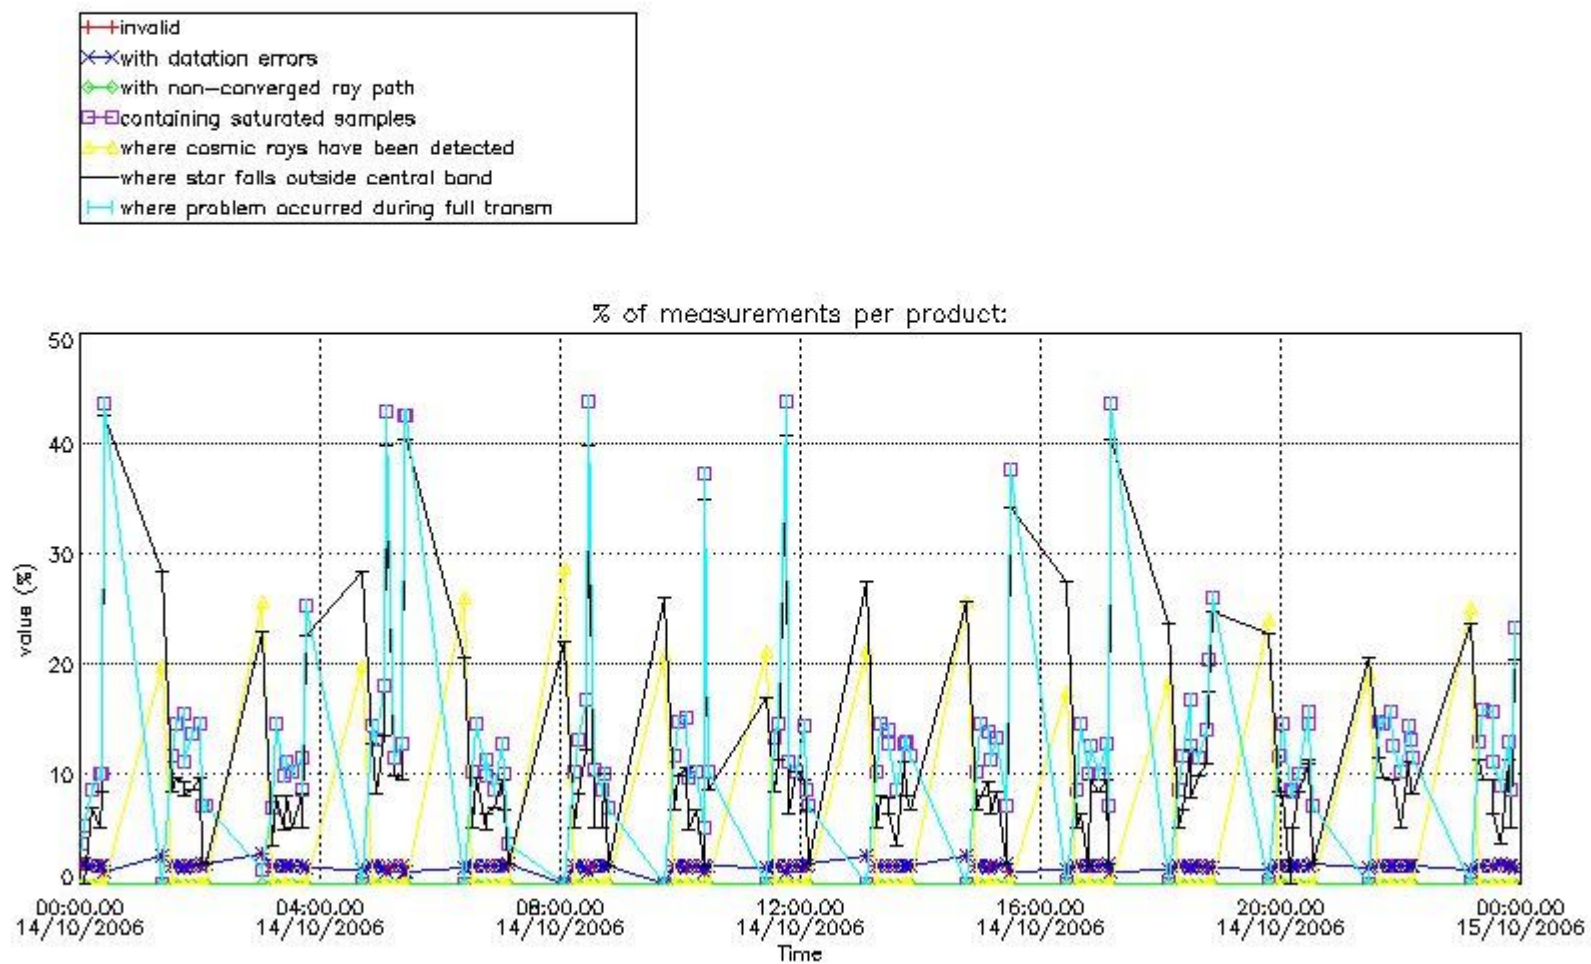 invalid
with datation errors
with non-converged ray path
containing saturated samples
where cosmic rays have been detected
where star falls outside central band
where problem occurred during full transm
% of measurements per product:
50
40
30
20
10
0
value (%)
00:00:00 04:00:00 08:00:00 12:00:00 16:00:00 20:00:00 00:00:00
14/10/2006 14/10/2006 14/10/2006 14/10/2006 14/10/2006 14/10/2006 15/10/2006
Time